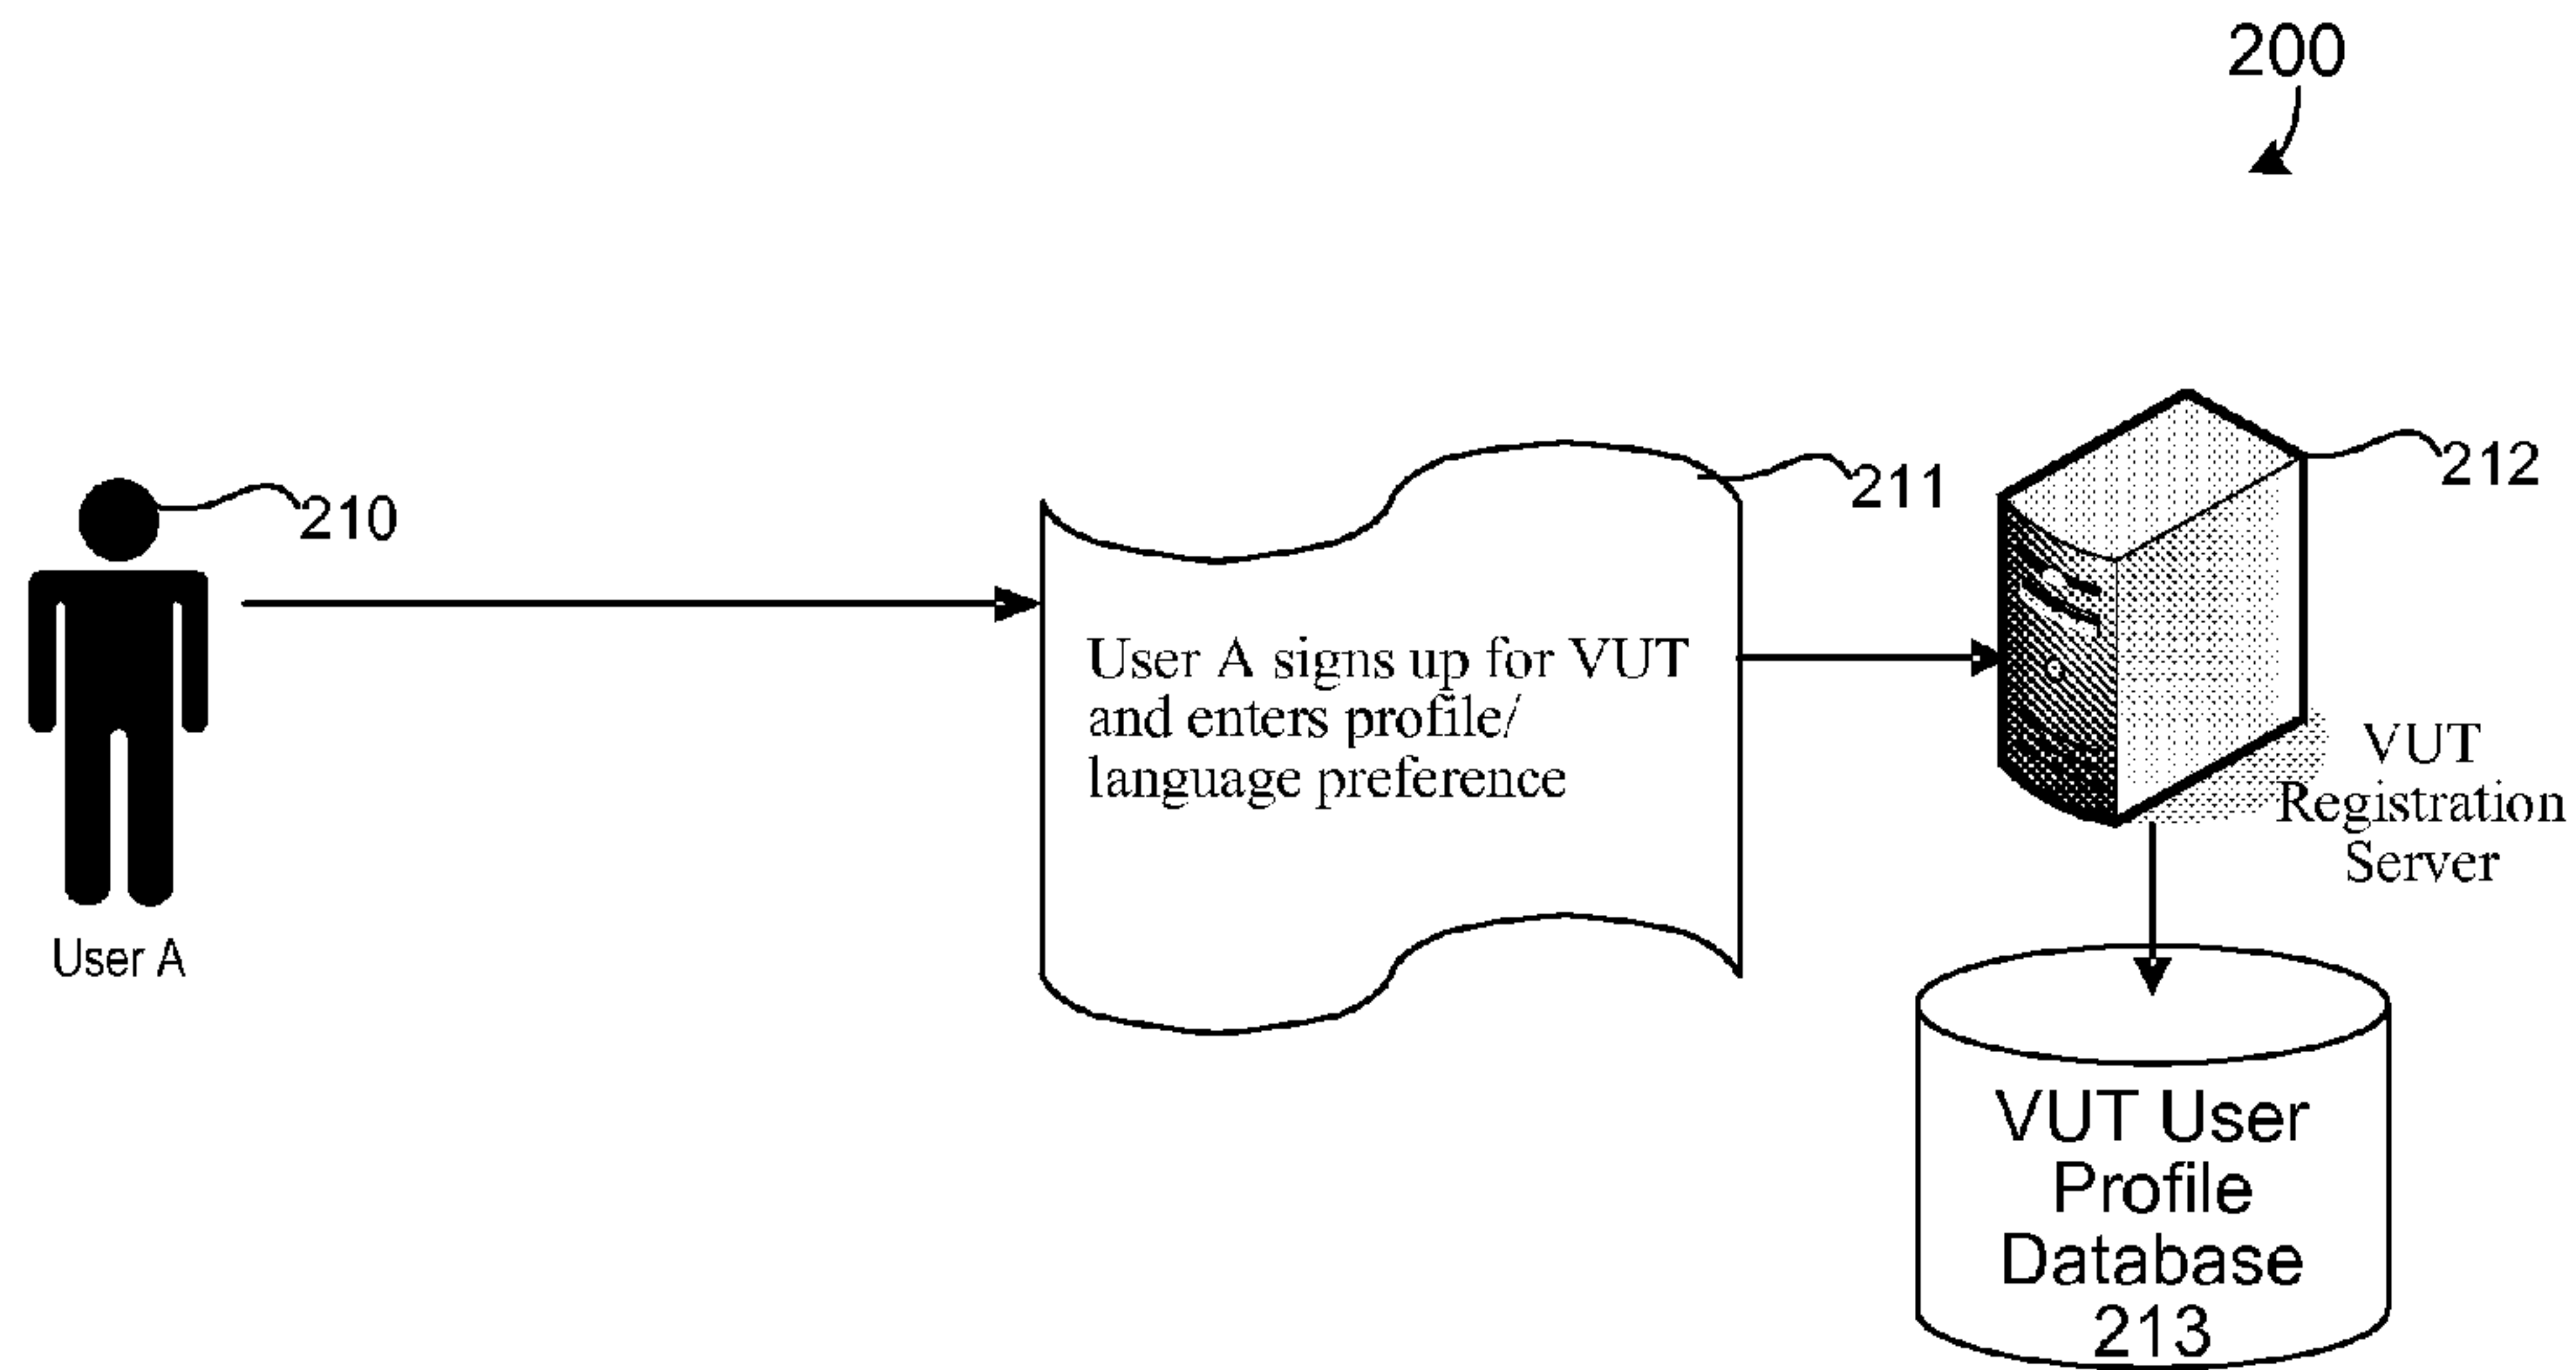 200
210
User A
211
User A signs up for VUT
and enters profile/
language preference
212
VUT
Registration
Server
VUT User
Profile
Database
213